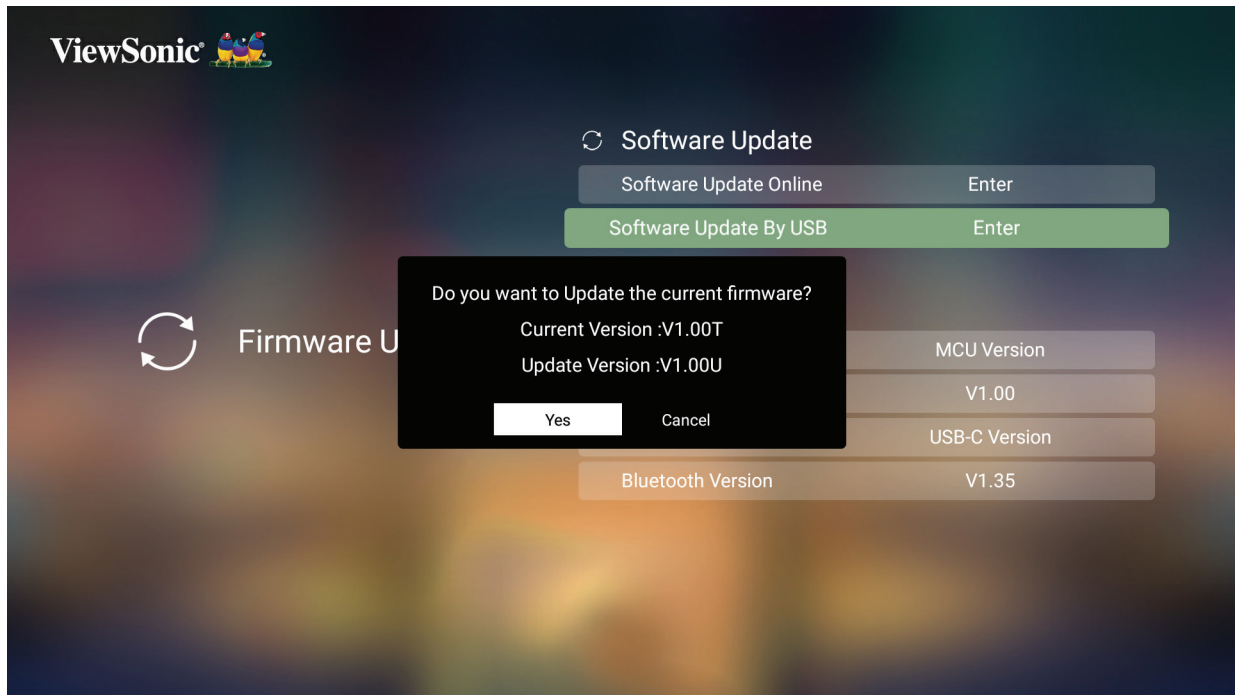 ViewSonic®
Software Update
Software Update Online Enter
Software Update By USB Enter
Do you want to Update the current firmware?
Current Version :V1.00T
Update Version :V1.00U
Yes Cancel
Firmware U
MCU Version
V1.00
USB-C Version
Bluetooth Version V1.35